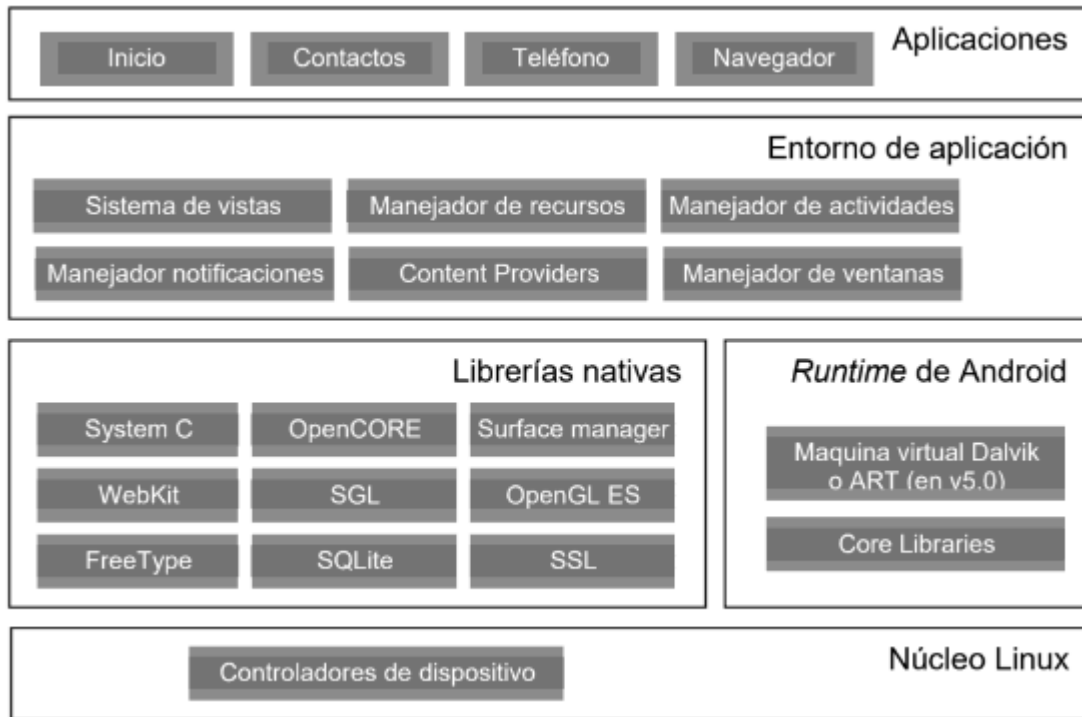 Aplicaciones
Inicio
Contactos
Teléfono
Navegador
Entorno de aplicación
Sistema de vistas
Manejador de recursos
Manejador de actividades
Manejador notificaciones
Content Providers
Manejador de ventanas
Librerías nativas
System C
OpenCORE
Surface manager
WebKit
SGL
OpenGL ES
FreeType
SQLite
SSL
Runtime de Android
Maquina virtual Dalvik
o ART (en v5.0)
Core Libraries
Núcleo Linux
Controladores de dispositivo